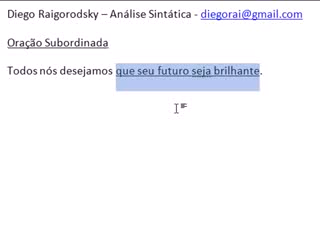 Diego Raigorodsky – Análise Sintática - diegorai@gmail.com
Oração Subordinada
Todos nós desejamos que seu futuro seja brilhante.